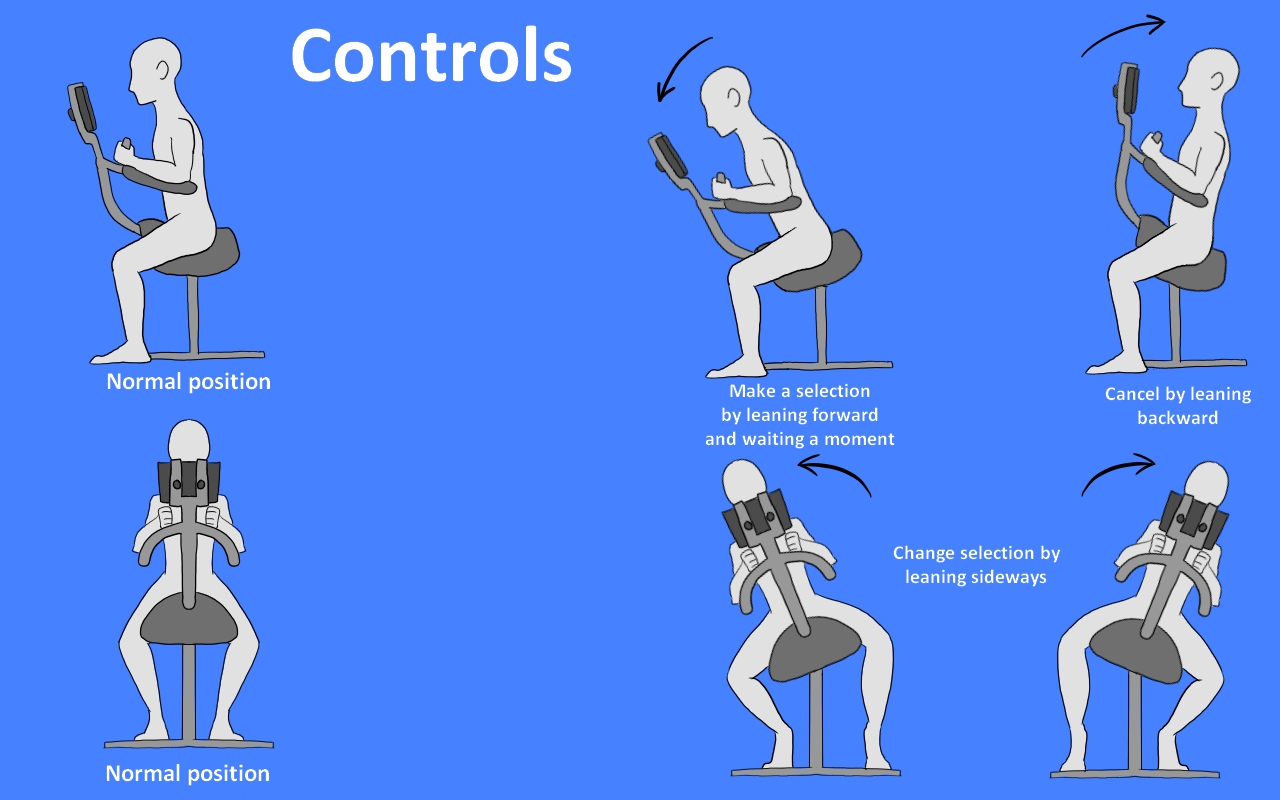 Controls
Normal position
Make a selection
by leaning forward
and waiting a moment
Cancel by leaning
backward
Change selection by
leaning sideways
Normal position